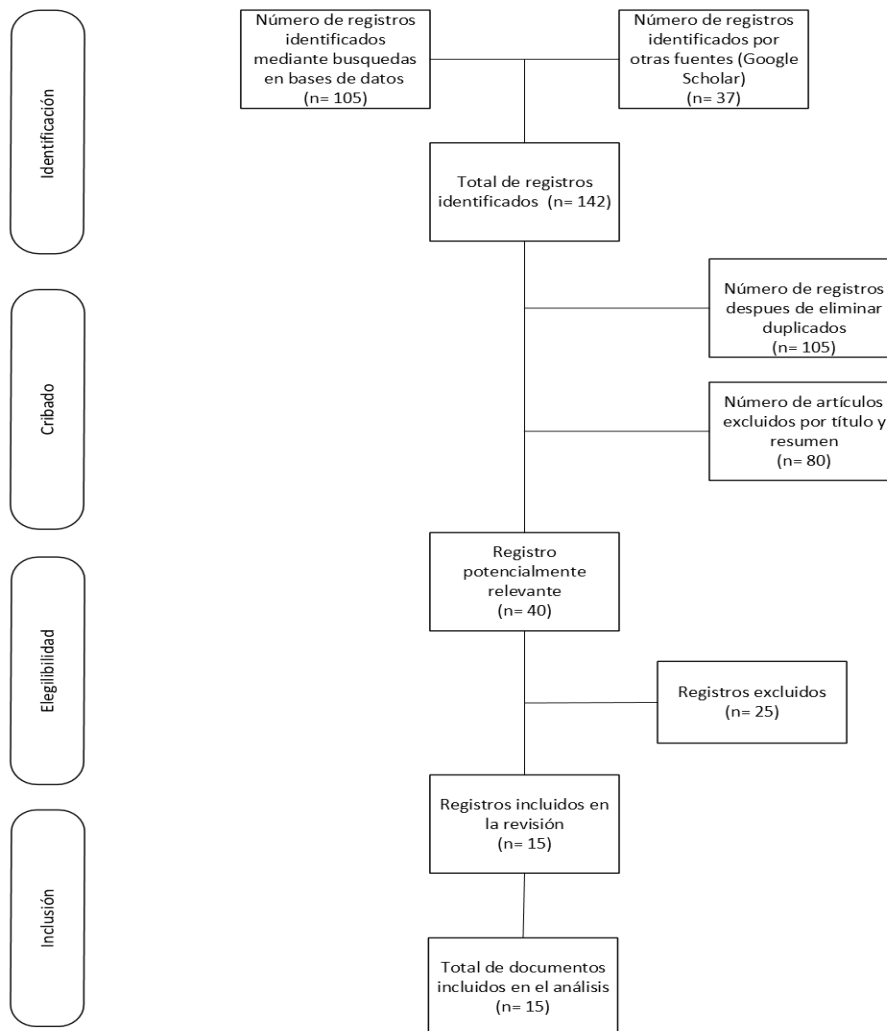 Identificación
Número de registros
identificados
mediante busquedas
en bases de datos
(n= 105)
Número de registros
identificados por
otras fuentes (Google
Scholar)
(n= 37)
Total de registros
identificados (n= 142)
Cribado
Número de registros
despues de eliminar
duplicados
(n= 105)
Número de artículos
excluidos por título y
resumen
(n= 80)
Elegilibilidad
Registro
potencialmente
relevante
(n= 40)
Registros excluidos
(n= 25)
Inclusión
Registros incluidos en
la revisión
(n= 15)
Total de documentos
incluidos en el análisis
(n= 15)